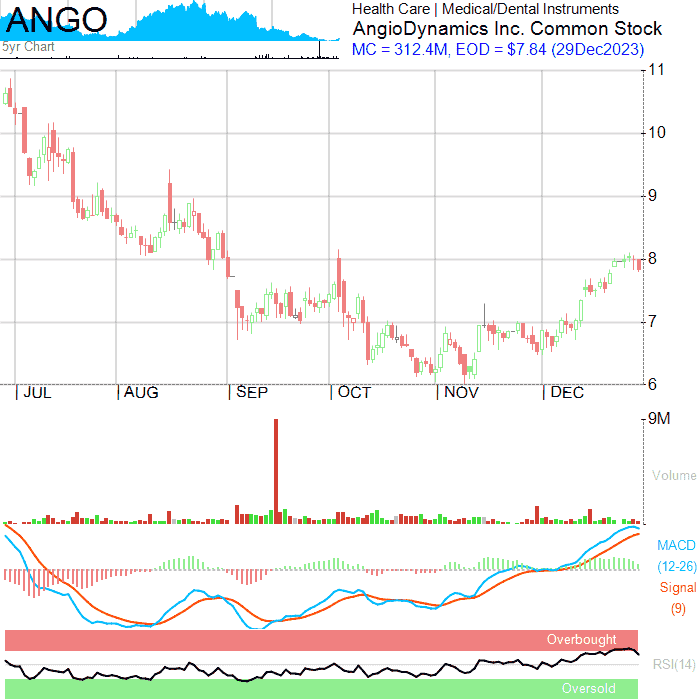 ANGO
5yr Chart
Health Care | Medical/Dental Instruments
AngioDynamics Inc. Common Stock
MC = 312.4M, EOD = $7.84 (29Dec2023)
11
10
9
8
7
6
JUL AUG SEP OCT NOV DEC
9M
Volume
MACD
(12-26)
Signal
(9)
Overbought
RSI(14)
Oversold